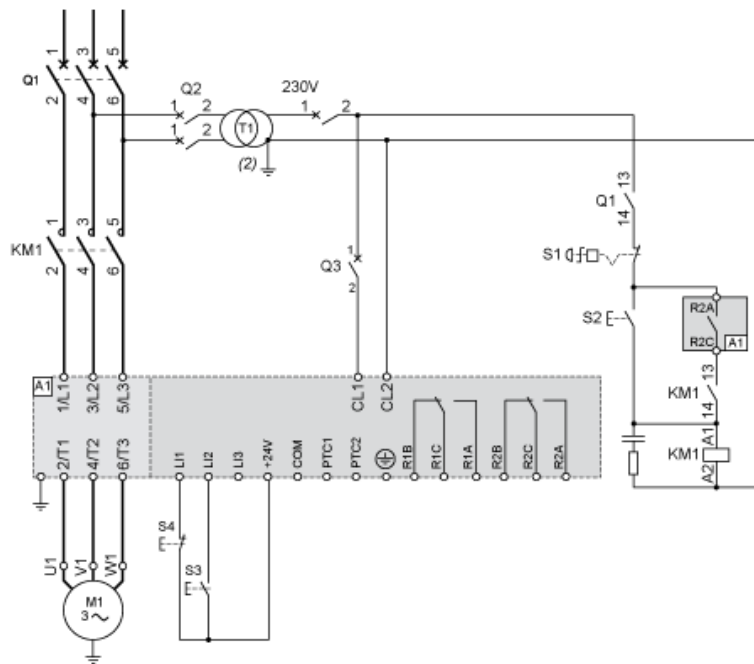 1 3 5
Q1
2 4 6
Q2
1 2
1 2
T1
(2)
230V
1 2
Q1
13
14
1 3 5
KM1
2 4 6
Q3
1
2
S1
S2
R2A
R2C
A1
KM1
13
14
A1
KM1
A2
A1
1/L1 3/L2 5/L3
CL1 CL2
2/T1 4/T2 6/T3
LI1 LI2 LI3 +24V COM PTC1 PTC2 R1B R1C R1A R2B R2C R2A
S4
S3
U1 V1 W1
M1
3~